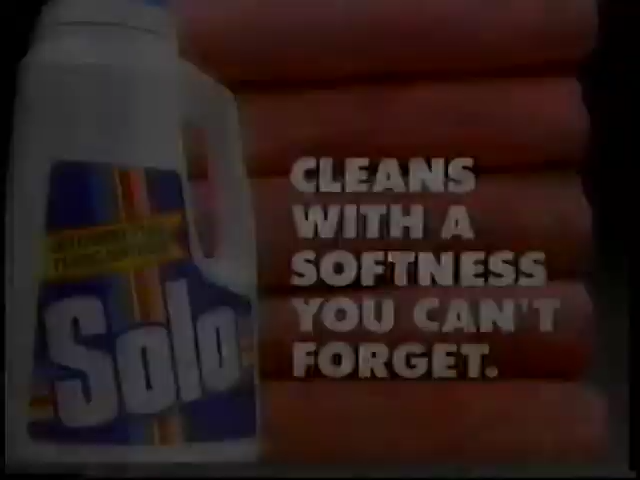 Solo
CLEANS
WITH A
SOFTNESS
YOU CAN'T
FORGET.